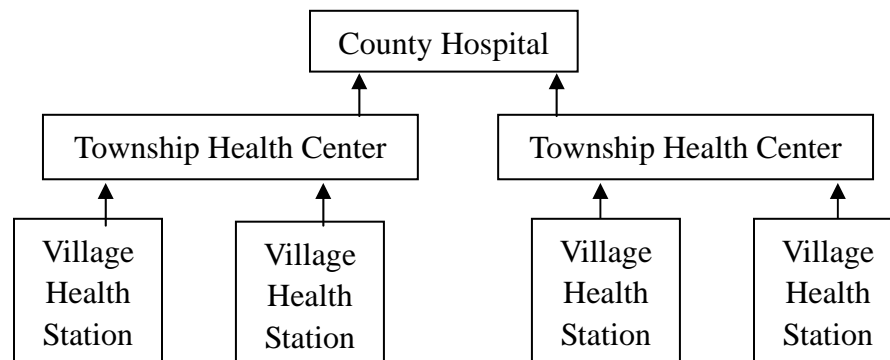 County Hospital
Township Health Center
Township Health Center
Village
Health
Station
Village
Health
Station
Village
Health
Station
Village
Health
Station